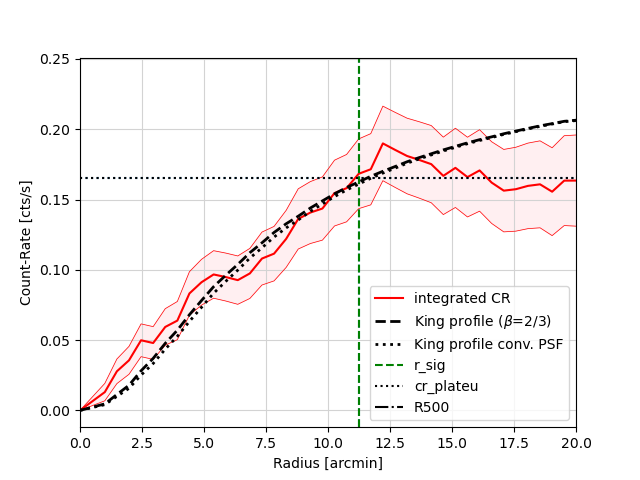 0.25
0.20
0.15
0.10
0.05
0.00
Count-Rate [cts/s]
integrated CR
King profile (β=2/3)
King profile conv. PSF
r_sig
cr_plateu
R500
0.0 2.5 5.0 7.5 10.0 12.5 15.0 17.5 20.0
Radius [arcmin]